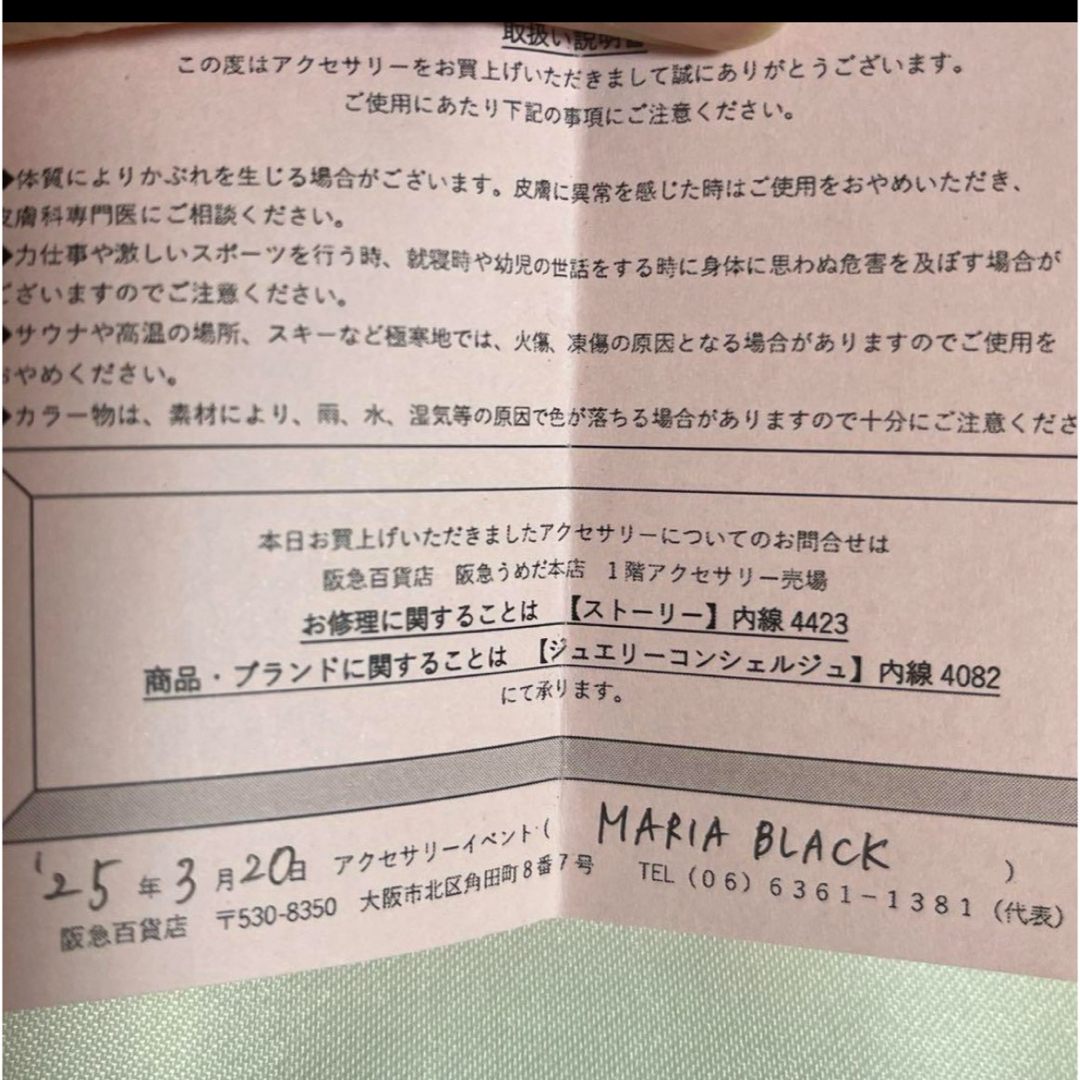 取扱い説明書
この度はアクセサリーをお買上げいただきまして誠にありがとうございます。
ご使用にあたり下記の事項にご注意ください。
◆体質によりかぶれを生じる場合がございます。皮膚に異常を感じた時はご使用をおやめいただき、
皮膚科専門医にご相談ください。
◆力仕事や激しいスポーツを行う時、就寝時や幼児の世話をする時に身体に思わぬ危害を及ぼす場合が
ございますのでご注意ください。
◆サウナや高温の場所、スキーなど極寒地では、火傷、凍傷の原因となる場合がありますのでご使用を
おやめください。
◆カラー物は、素材により、雨、水、湿気等の原因で色が落ちる場合がありますので十分にご注意くださ
本日お買上げいただきましたアクセサリーについてのお問合せは
阪急百貨店 阪急うめだ本店 1階アクセサリー売場
お修理に関することは 【ストーリー】内線4423
商品・ブランドに関することは 【ジュエリーコンシェルジュ】内線4082
にて承ります。
'25年3月20日 アクセサリーイベント( MARIA BLACK )
阪急百貨店 〒530-8350 大阪市北区角田町8番7号 TEL(06)6361-1381(代表)